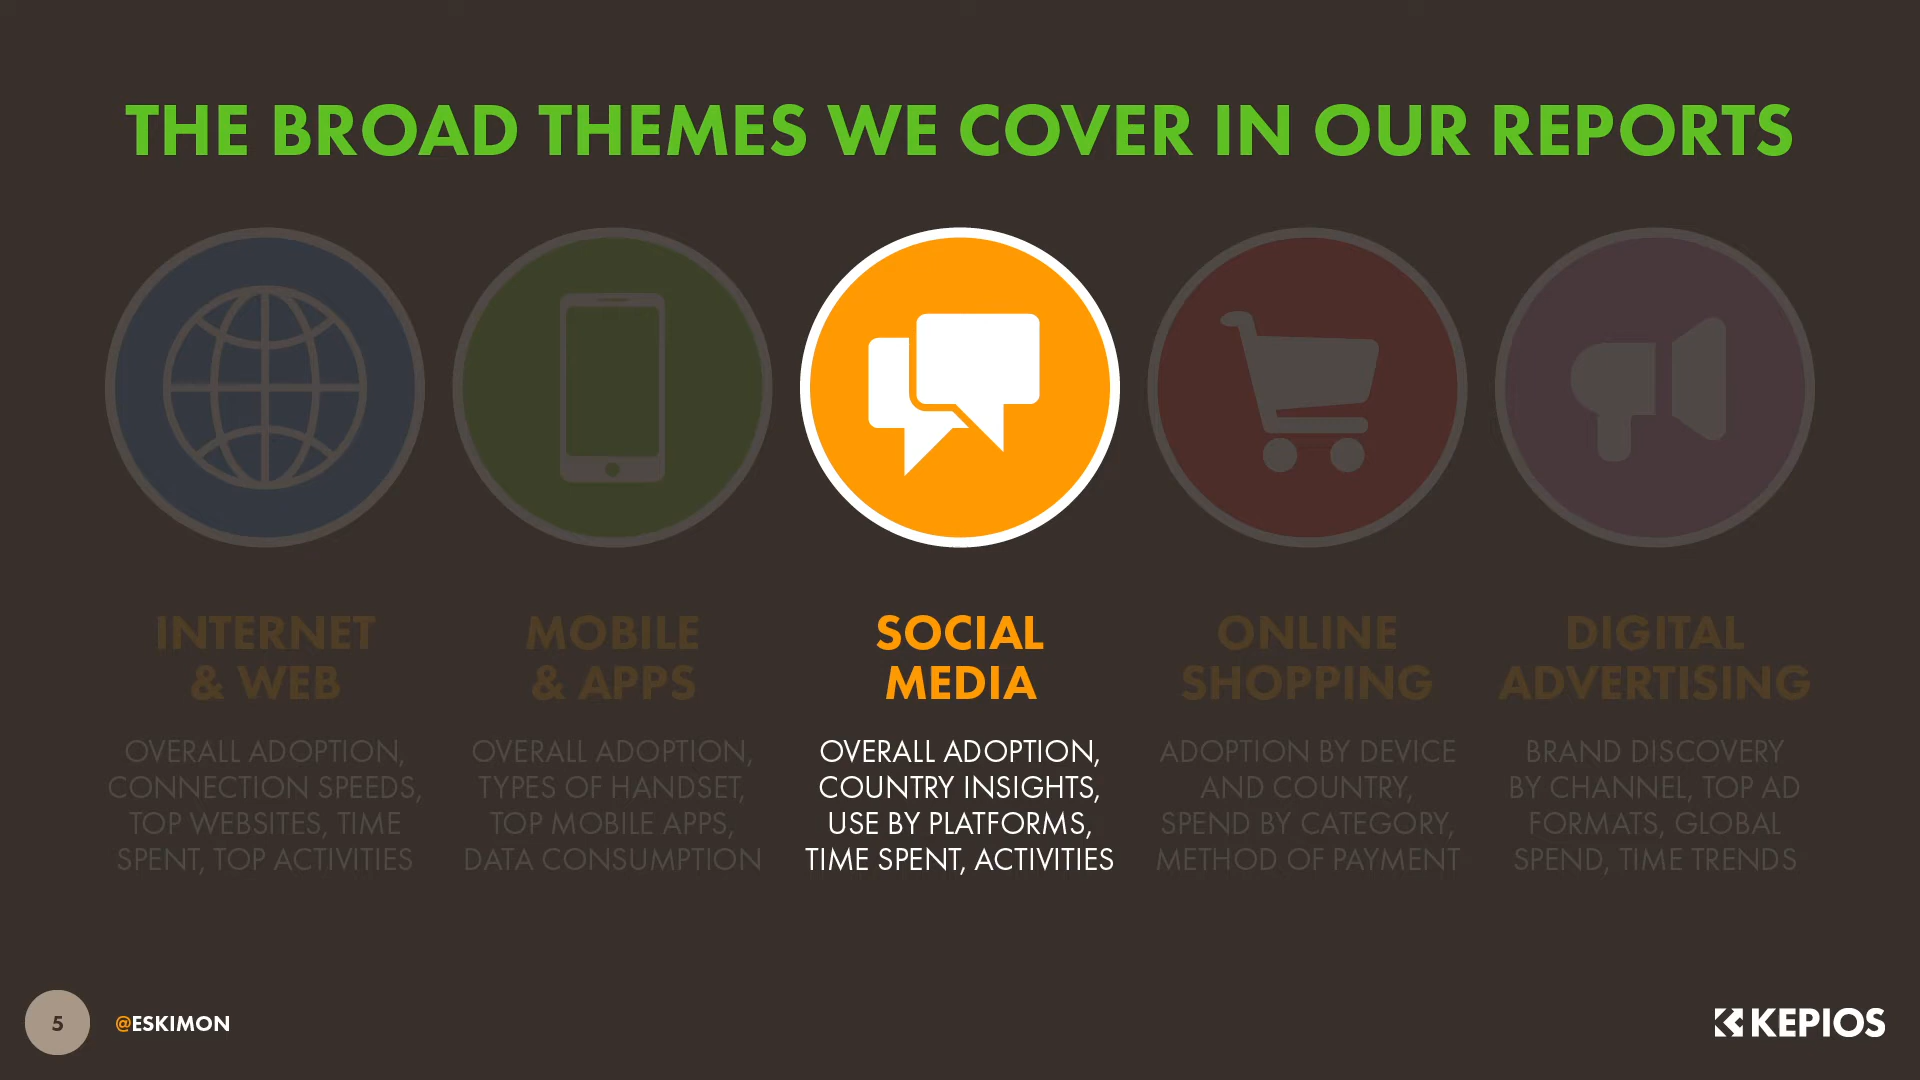 THE BROAD THEMES WE COVER IN OUR REPORTS
INTERNET
& WEB
OVERALL ADOPTION,
CONNECTION SPEEDS,
TOP WEBSITES, TIME
SPENT, TOP ACTIVITIES
MOBILE
& APPS
OVERALL ADOPTION,
TYPES OF HANDSET,
TOP MOBILE APPS,
DATA CONSUMPTION
SOCIAL
MEDIA
OVERALL ADOPTION,
COUNTRY INSIGHTS,
USE BY PLATFORMS,
TIME SPENT, ACTIVITIES
ONLINE
SHOPPING
ADOPTION BY DEVICE
AND COUNTRY,
SPEND BY CATEGORY,
METHOD OF PAYMENT
DIGITAL
ADVERTISING
BRAND DISCOVERY
BY CHANNEL, TOP AD
FORMATS, GLOBAL
SPEND, TIME TRENDS
5
@ESKIMON
KEPIOS